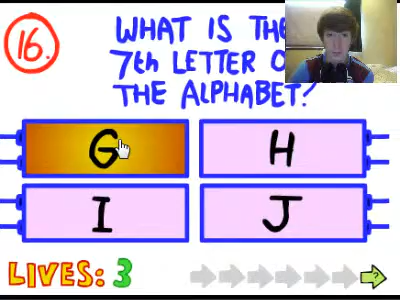 16.
WHAT IS THE
7th LETTER O
THE ALPHABET?
G H
I J
LIVES: 3
?